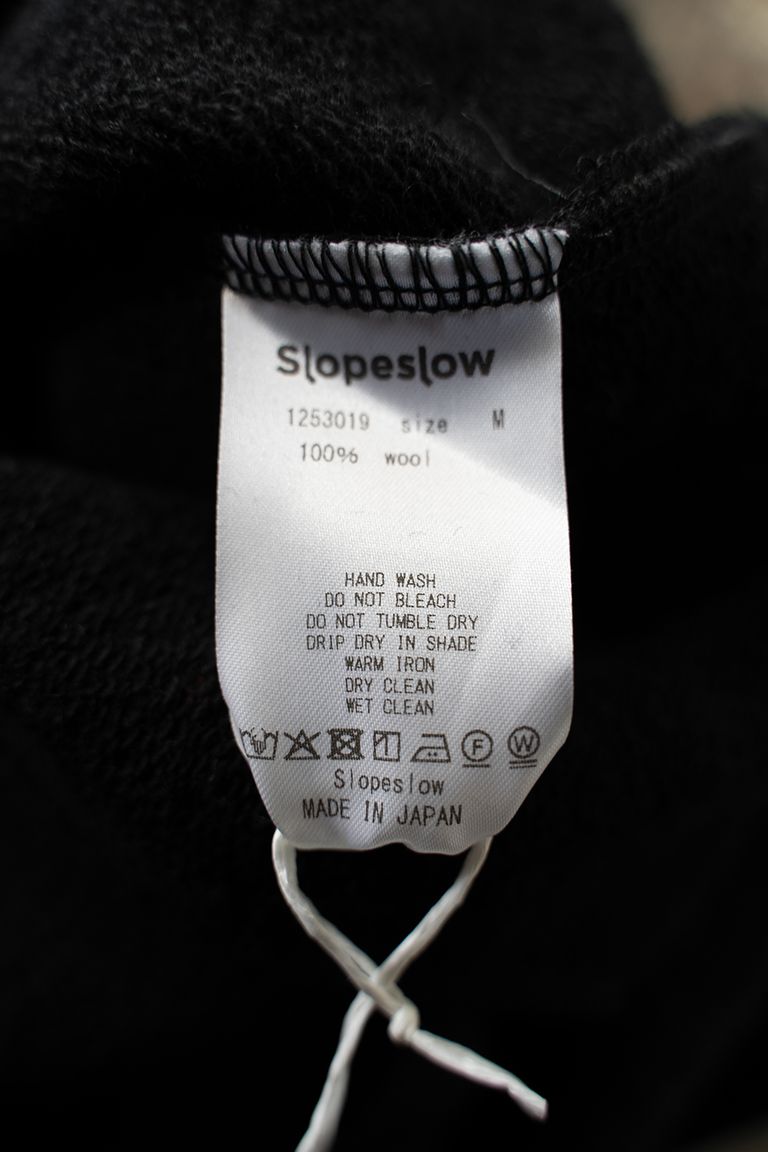 Slopeslow
1253019 size M
100% wool
HAND WASH
DO NOT BLEACH
DO NOT TUMBLE DRY
DRIP DRY IN SHADE
WARM IRON
DRY CLEAN
WET CLEAN
F W
Slopeslow
MADE IN JAPAN